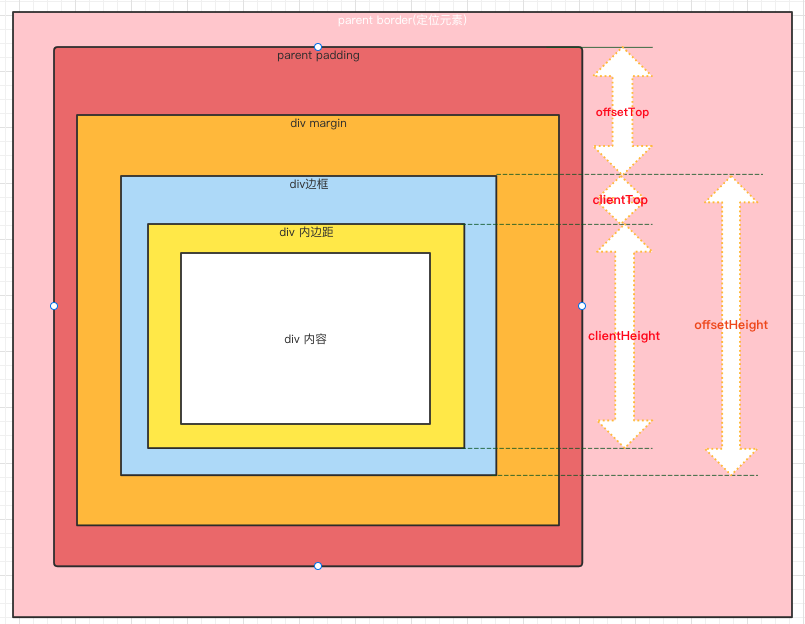 parent border(定位元素)
parent padding
offsetTop
div margin
div边框
clientTop
div 内边距
offsetHeight
clientHeight
div 内容